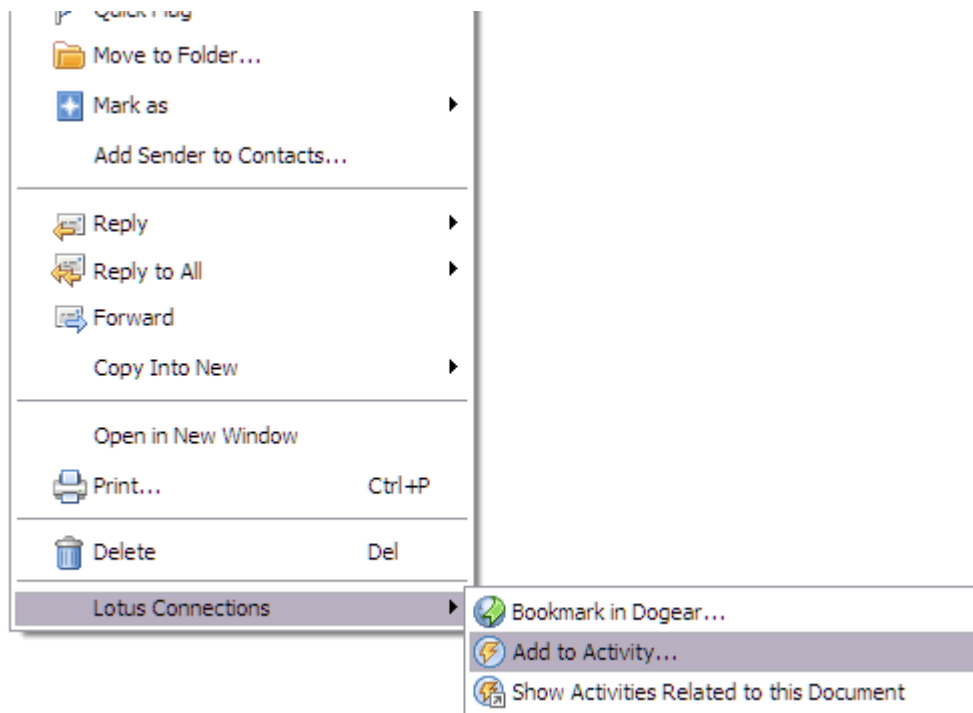 Quick Flag
Move to Folder...
Mark as
Add Sender to Contacts...
Reply
Reply to All
Forward
Copy Into New
Open in New Window
Print... Ctrl+P
Delete Del
Lotus Connections
Bookmark in Dogear...
Add to Activity...
Show Activities Related to this Document